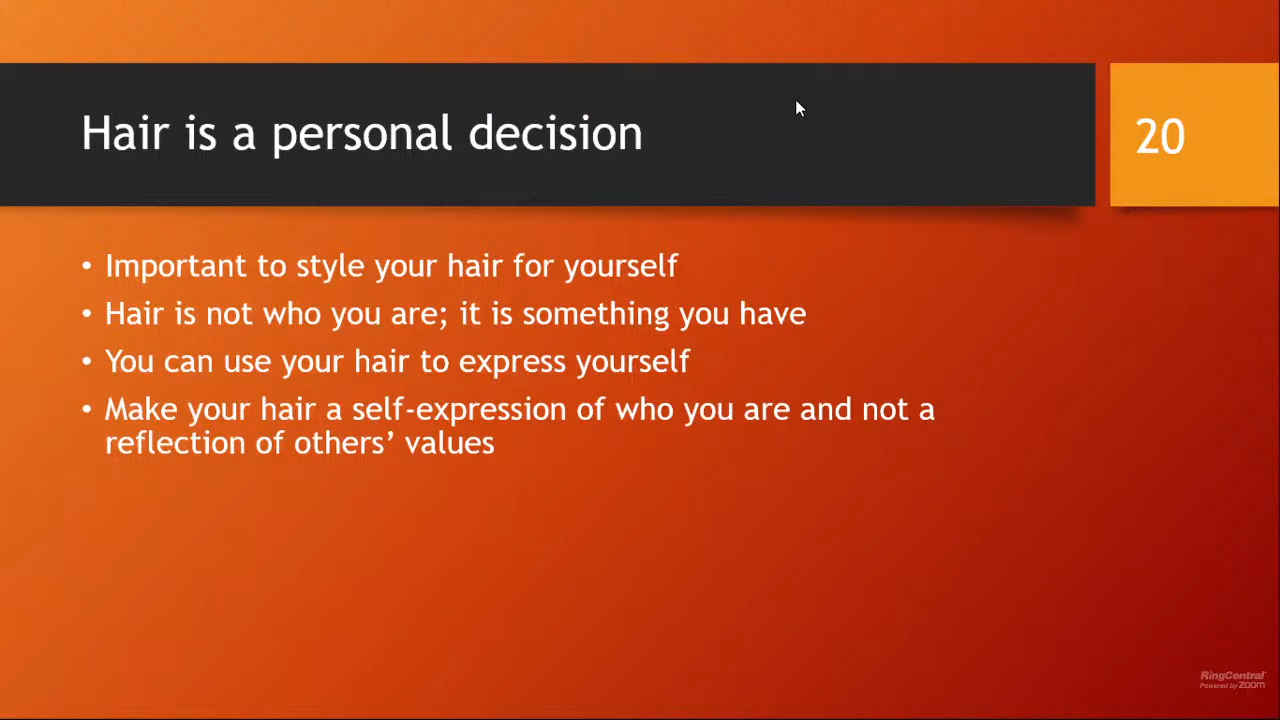 Hair is a personal decision
20
• Important to style your hair for yourself
• Hair is not who you are; it is something you have
• You can use your hair to express yourself
• Make your hair a self-expression of who you are and not a
reflection of others’ values
RingCentral
Powered by zoom